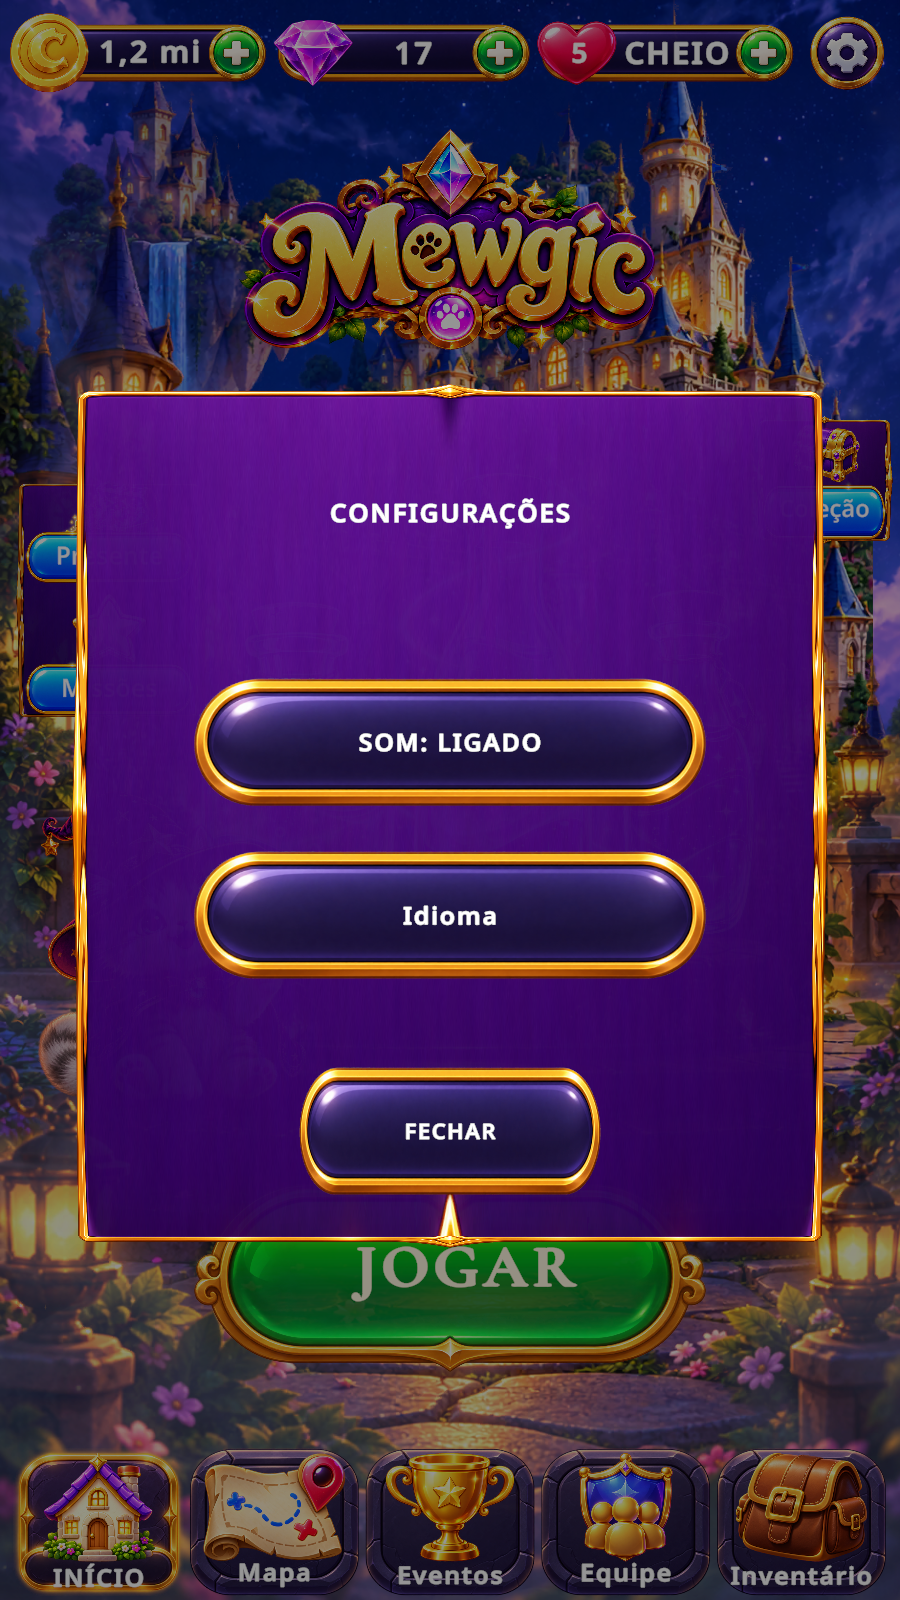 1,2 mi
17
5 CHEIO
Mewgic
CONFIGURAÇÕES
SOM: LIGADO
Idioma
FECHAR
JOGAR
INÍCIO
Mapa
Eventos
Equipe
Inventário